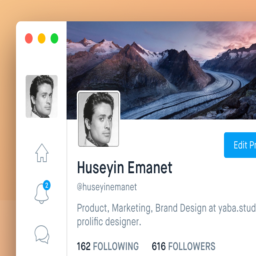 2
Edit Pr
Huseyin Emanet
@huseyinemanet
Product, Marketing, Brand Design at yaba.stud
prolific designer.
162 FOLLOWING 616 FOLLOWERS